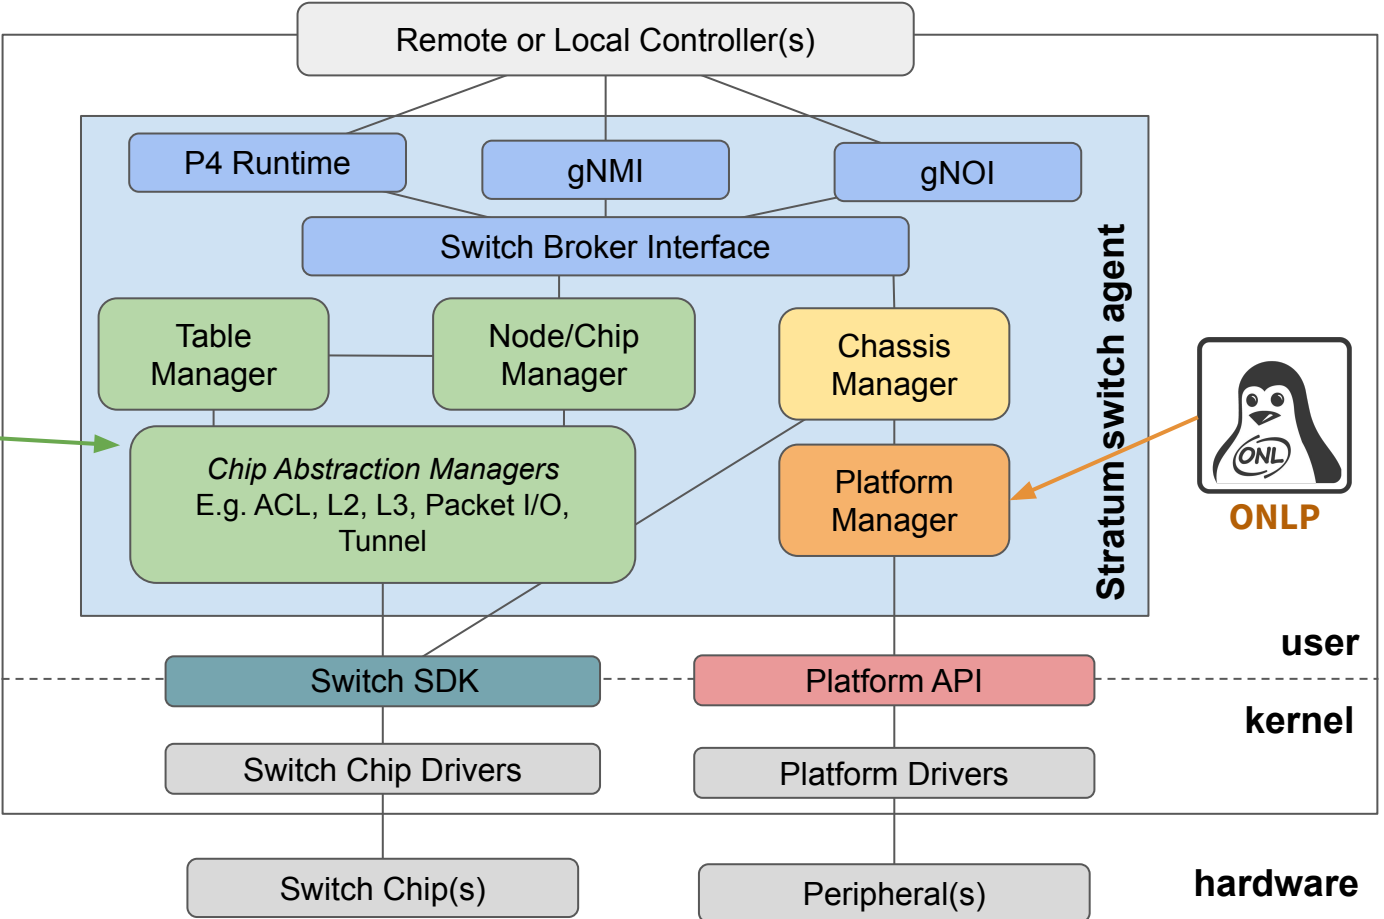 Remote or Local Controller(s)
P4 Runtime
gNMI
gNOI
Switch Broker Interface
Table
Manager
Node/Chip
Manager
Chassis
Manager
Chip Abstraction Managers
E.g. ACL, L2, L3, Packet I/O,
Tunnel
Platform
Manager
Stratum switch agent
ONL
ONLP
user
Switch SDK
Platform API
kernel
Switch Chip Drivers
Platform Drivers
Switch Chip(s)
Peripheral(s)
hardware